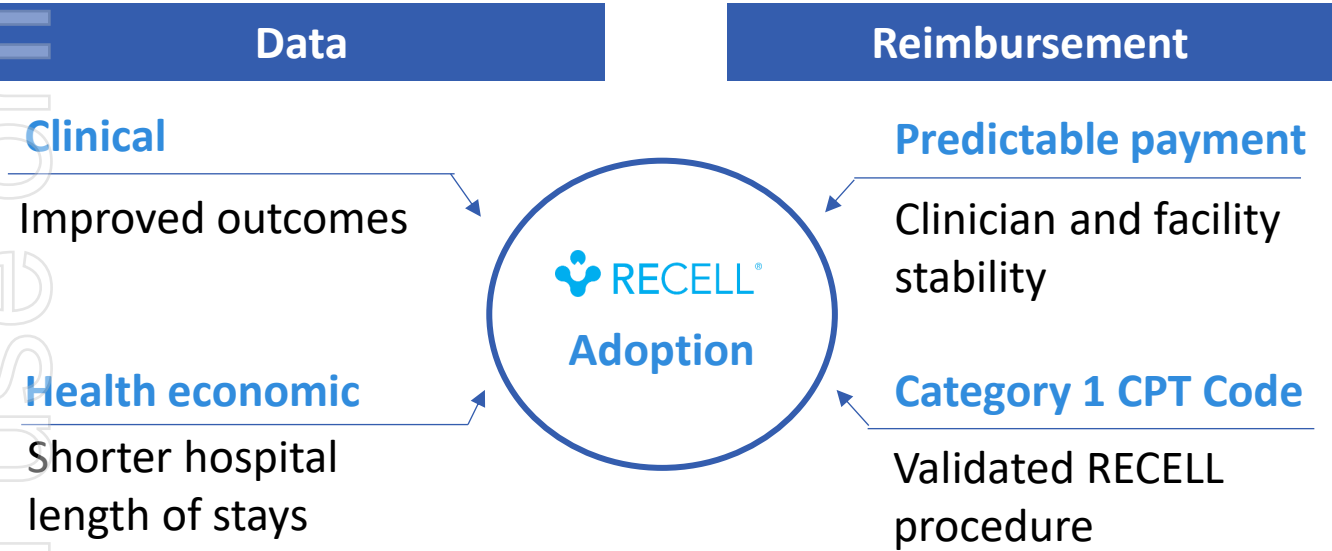 Data
Reimbursement
Clinical
Improved outcomes
Health economic
Shorter hospital
length of stays
RECELL®
Adoption
Predictable payment
Clinician and facility
stability
Category 1 CPT Code
Validated RECELL
procedure